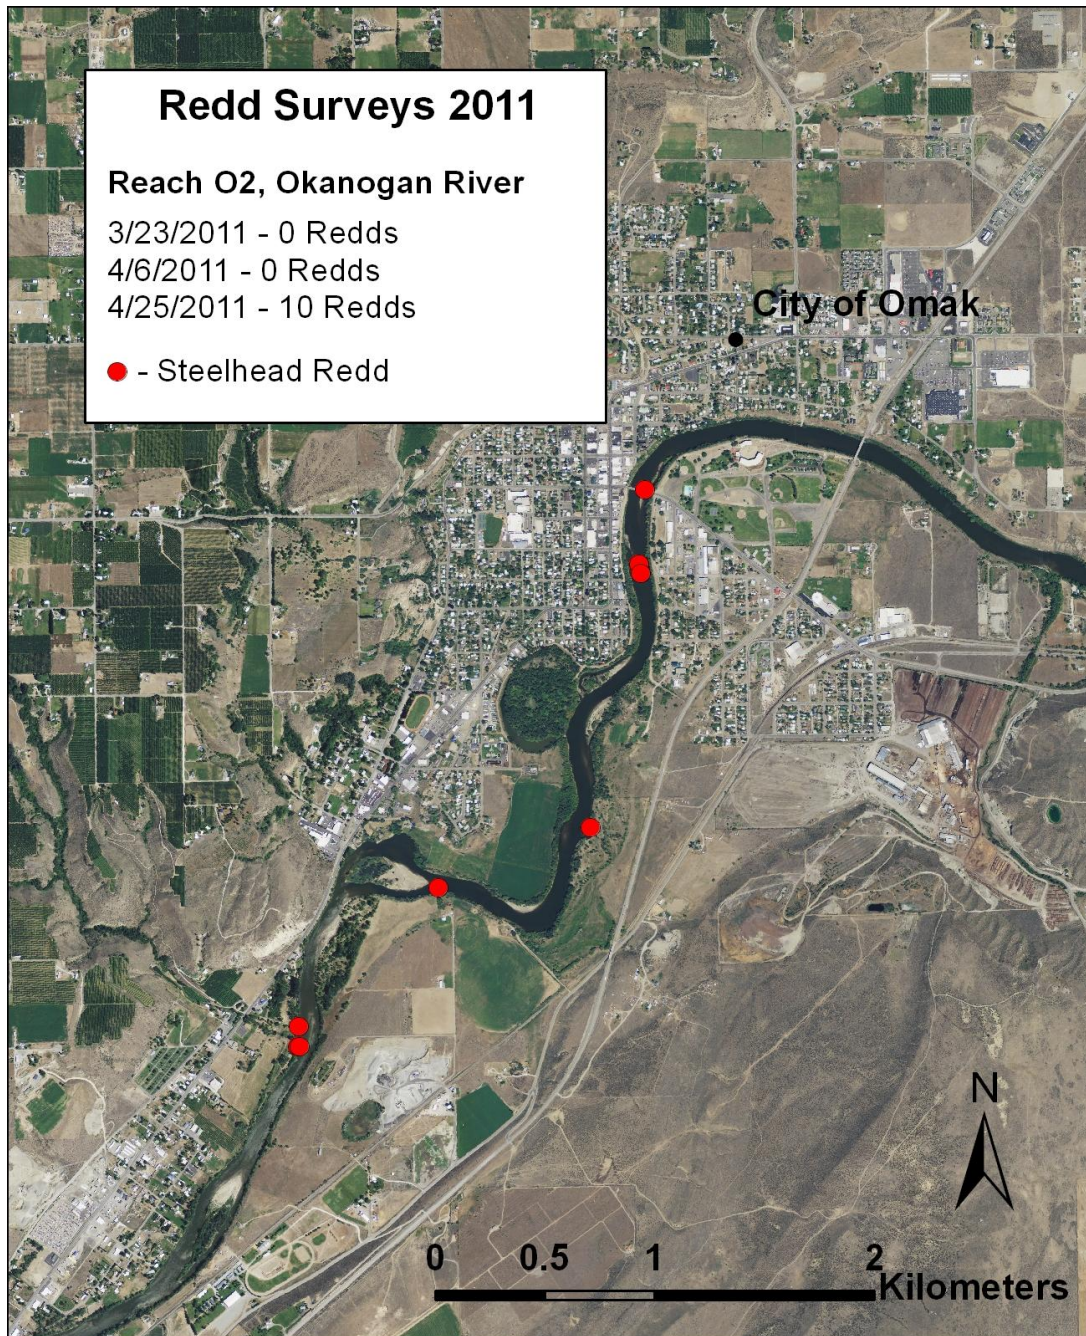 Redd Surveys 2011
Reach O2, Okanogan River
3/23/2011 - 0 Redds
4/6/2011 - 0 Redds
4/25/2011 - 10 Redds
- Steelhead Redd
City of Omak
N
0 0.5 1 2
Kilometers